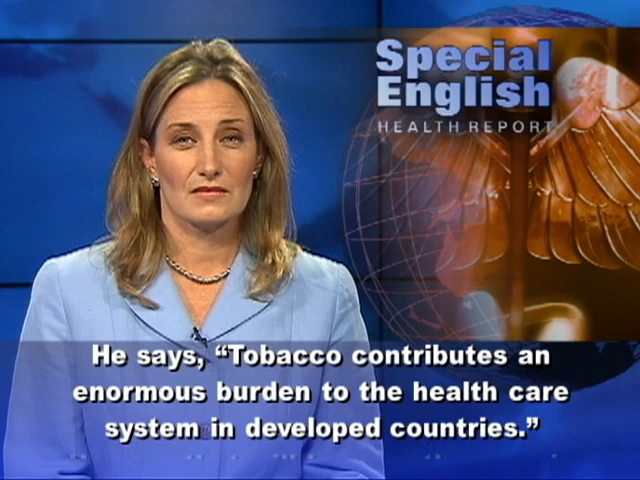 Special
English
HEALTH REPORT
He says, “Tobacco contributes an
enormous burden to the health care
system in developed countries.”